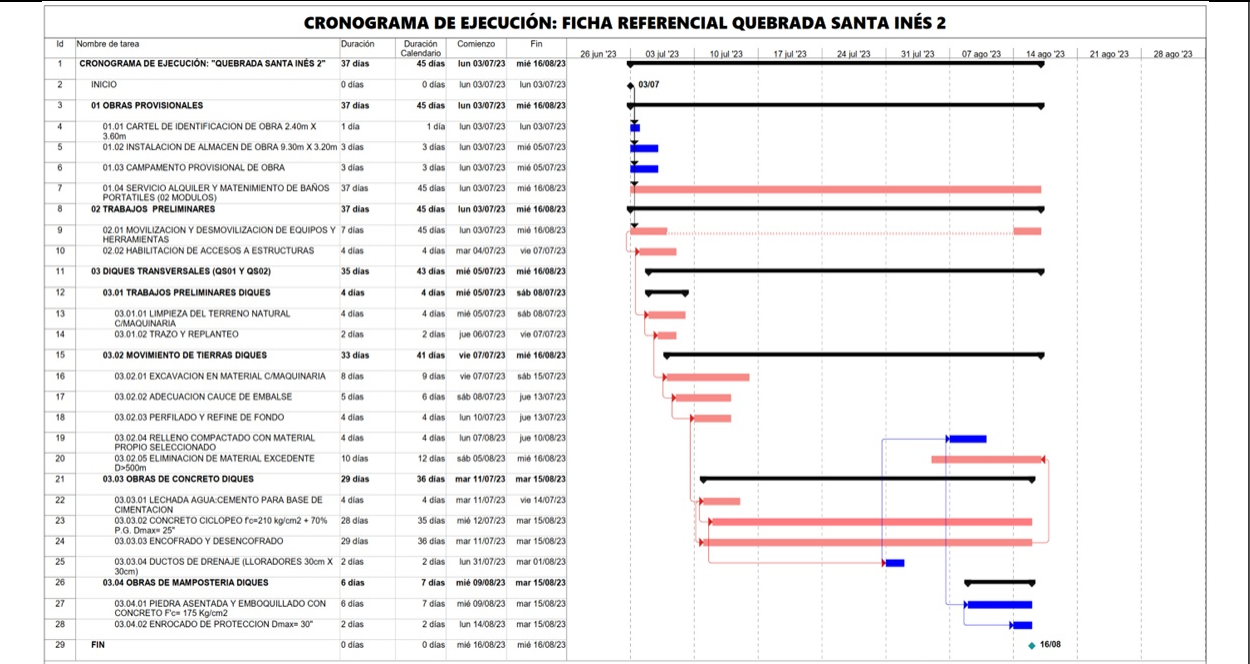 CRONOGRAMA DE EJECUCIÓN: FICHA REFERENCIAL QUEBRADA SANTA INÉS 2
Id Nombre de tarea Duración Duración Calendario Comienzo Fin 26 jun '23 03 jul '23 10 jul '23 17 jul '23 24 jul '23 31 jul '23 07 ago '23 14 ago '23 21 ago '23 28 ago '23
1 CRONOGRAMA DE EJECUCIÓN: "QUEBRADA SANTA INÉS 2" 37 días 45 días lun 03/07/23 mié 16/08/23
2 INICIO 0 días 0 días lun 03/07/23 lun 03/07/23 03/07
3 01 OBRAS PROVISIONALES 37 días 45 días lun 03/07/23 mié 16/08/23
4 01.01 CARTEL DE IDENTIFICACION DE OBRA 2.40m X 1 día 1 día lun 03/07/23 lun 03/07/23
3.60m
5 01.02 INSTALACION DE ALMACEN DE OBRA 9.30m X 3.20m 3 días 3 días lun 03/07/23 mié 05/07/23
6 01.03 CAMPAMENTO PROVISIONAL DE OBRA 3 días 3 días lun 03/07/23 mié 05/07/23
7 01.04 SERVICIO ALQUILER Y MATENIMIENTO DE BAÑOS 37 días 45 días lun 03/07/23 mié 16/08/23
PORTATILES (02 MODULOS)
8 02 TRABAJOS PRELIMINARES 37 días 45 días lun 03/07/23 mié 16/08/23
9 02.01 MOVILIZACION Y DESMOVILIZACION DE EQUIPOS Y 7 días 45 días lun 03/07/23 mié 16/08/23
HERRAMIENTAS
10 02.02 HABILITACION DE ACCESOS A ESTRUCTURAS 4 días 4 días mar 04/07/23 vie 07/07/23
11 03 DIQUES TRANSVERSALES (QS01 Y QS02) 35 días 43 días mié 05/07/23 mié 16/08/23
12 03.01 TRABAJOS PRELIMINARES DIQUES 4 días 4 días mié 05/07/23 sáb 08/07/23
13 03.01.01 LIMPIEZA DEL TERRENO NATURAL 4 días 4 días mié 05/07/23 sáb 08/07/23
C/MAQUINARIA
14 03.01.02 TRAZO Y REPLANTEO 2 días 2 días jue 06/07/23 vie 07/07/23
15 03.02 MOVIMIENTO DE TIERRAS DIQUES 33 días 41 días vie 07/07/23 mié 16/08/23
16 03.02.01 EXCAVACION EN MATERIAL C/MAQUINARIA 8 días 9 días vie 07/07/23 sáb 15/07/23
17 03.02.02 ADECUACION CAUCE DE EMBALSE 5 días 6 días sáb 08/07/23 jue 13/07/23
18 03.02.03 PERFILADO Y REFINE DE FONDO 4 días 4 días lun 10/07/23 jue 13/07/23
19 03.02.04 RELLENO COMPACTADO CON MATERIAL 4 días 4 días lun 07/08/23 jue 10/08/23
PROPIO SELECCIONADO
20 03.02.05 ELIMINACION DE MATERIAL EXCEDENTE 10 días 12 días sáb 05/08/23 mié 16/08/23
D>500m
21 03.03 OBRAS DE CONCRETO DIQUES 29 días 36 días mar 11/07/23 mar 15/08/23
22 03.03.01 LECHADA AGUA:CEMENTO PARA BASE DE 4 días 4 días mar 11/07/23 vie 14/07/23
CIMENTACION
23 03.03.02 CONCRETO CICLOPEO f'c=210 kg/cm2 + 70% 28 días 35 días mié 12/07/23 mar 15/08/23
P.G. Dmax= 25"
24 03.03.03 ENCOFRADO Y DESENCOFRADO 29 días 36 días mar 11/07/23 mar 15/08/23
25 03.03.04 DUCTOS DE DRENAJE (LLORADORES 30cm X 2 días 2 días lun 31/07/23 mar 01/08/23
30cm)
26 03.04 OBRAS DE MAMPOSTERIA DIQUES 6 días 7 días mié 09/08/23 mar 15/08/23
27 03.04.01 PIEDRA ASENTADA Y EMBOQUILLADO CON 6 días 7 días mié 09/08/23 mar 15/08/23
CONCRETO F'c= 175 Kg/cm2
28 03.04.02 ENROCADO DE PROTECCION Dmax= 30" 2 días 2 días lun 14/08/23 mar 15/08/23
29 FIN 0 días 0 días mié 16/08/23 mié 16/08/23 16/08